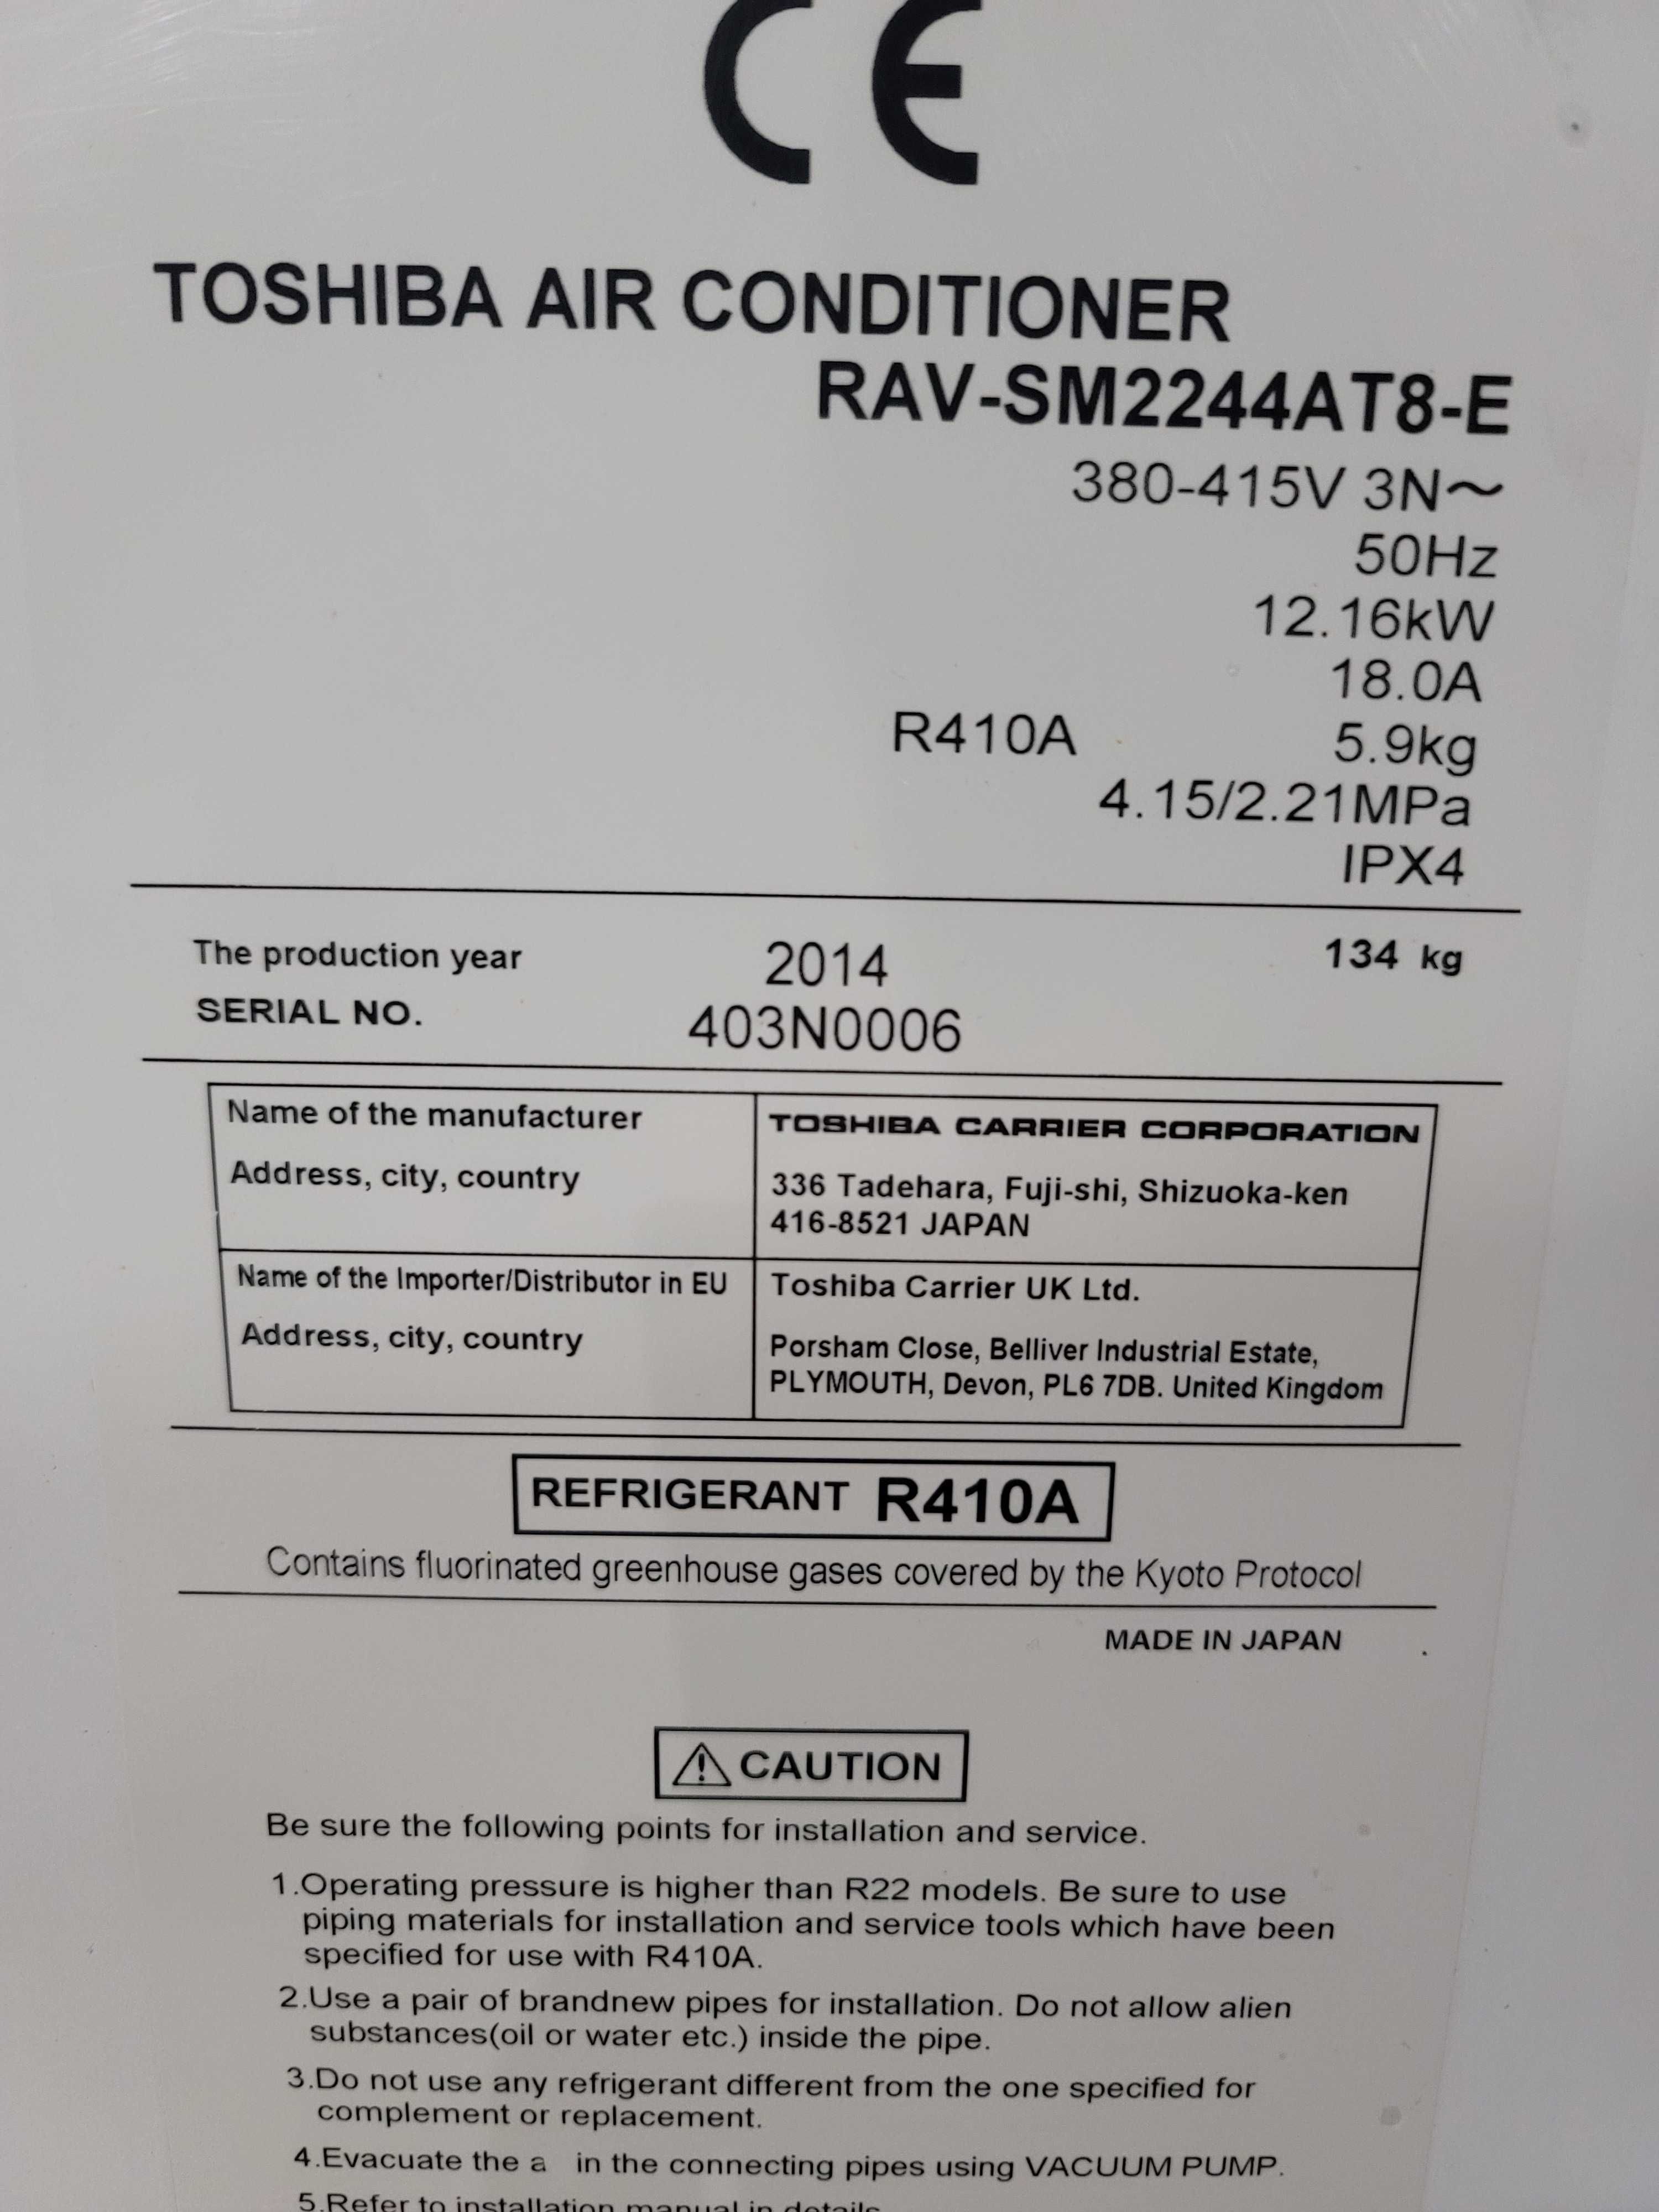 CE
TOSHIBA AIR CONDITIONER
RAV-SM2244AT8-E
380-415V 3N~
50Hz
12.16kW
18.0A
R410A 5.9kg
4.15/2.21MPa
IPX4
The production year 2014 134 kg
SERIAL NO. 403N0006
Name of the manufacturer TOSHIBA CARRIER CORPORATION
Address, city, country 336 Tadehara, Fuji-shi, Shizuoka-ken
416-8521 JAPAN
Name of the Importer/Distributor in EU Toshiba Carrier UK Ltd.
Address, city, country Porsham Close, Belliver Industrial Estate,
PLYMOUTH, Devon, PL6 7DB. United Kingdom
REFRIGERANT R410A
Contains fluorinated greenhouse gases covered by the Kyoto Protocol
MADE IN JAPAN
⚠ CAUTION
Be sure the following points for installation and service.
1.Operating pressure is higher than R22 models. Be sure to use
piping materials for installation and service tools which have been
specified for use with R410A.
2.Use a pair of brandnew pipes for installation. Do not allow alien
substances(oil or water etc.) inside the pipe.
3.Do not use any refrigerant different from the one specified for
complement or replacement.
4.Evacuate the a in the connecting pipes using VACUUM PUMP.
5.Refer to installation manual in details.